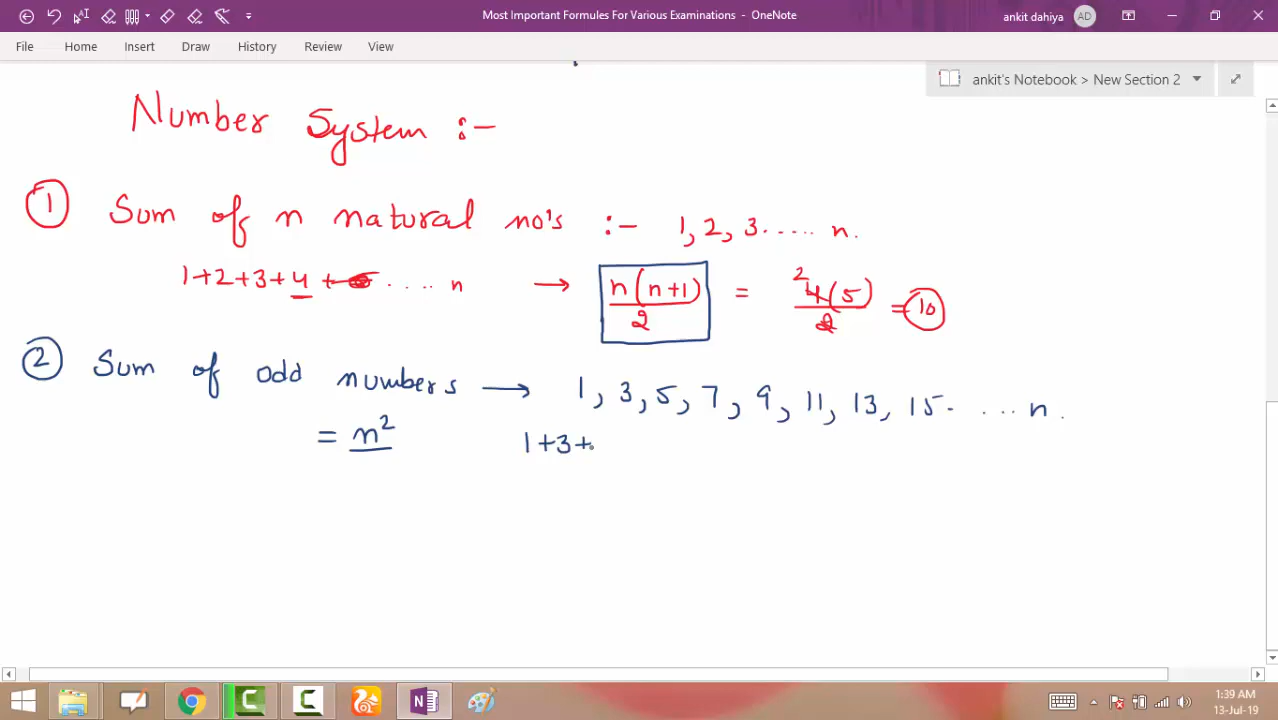 Most Important Formules For Various Examinations - OneNote
ankit dahiya AD
File Home Insert Draw History Review View
ankit's Notebook > New Section 2
Number System :-
① Sum of n natural no's :- 1, 2, 3..... n.
1+2+3+4+ ..... n → n(n+1)/2 = 4(5)/2 = 10
② Sum of odd numbers → 1, 3, 5, 7, 9, 11, 13, 15- ... n.
= n² 1+3+
1:39 AM
13-Jul-19